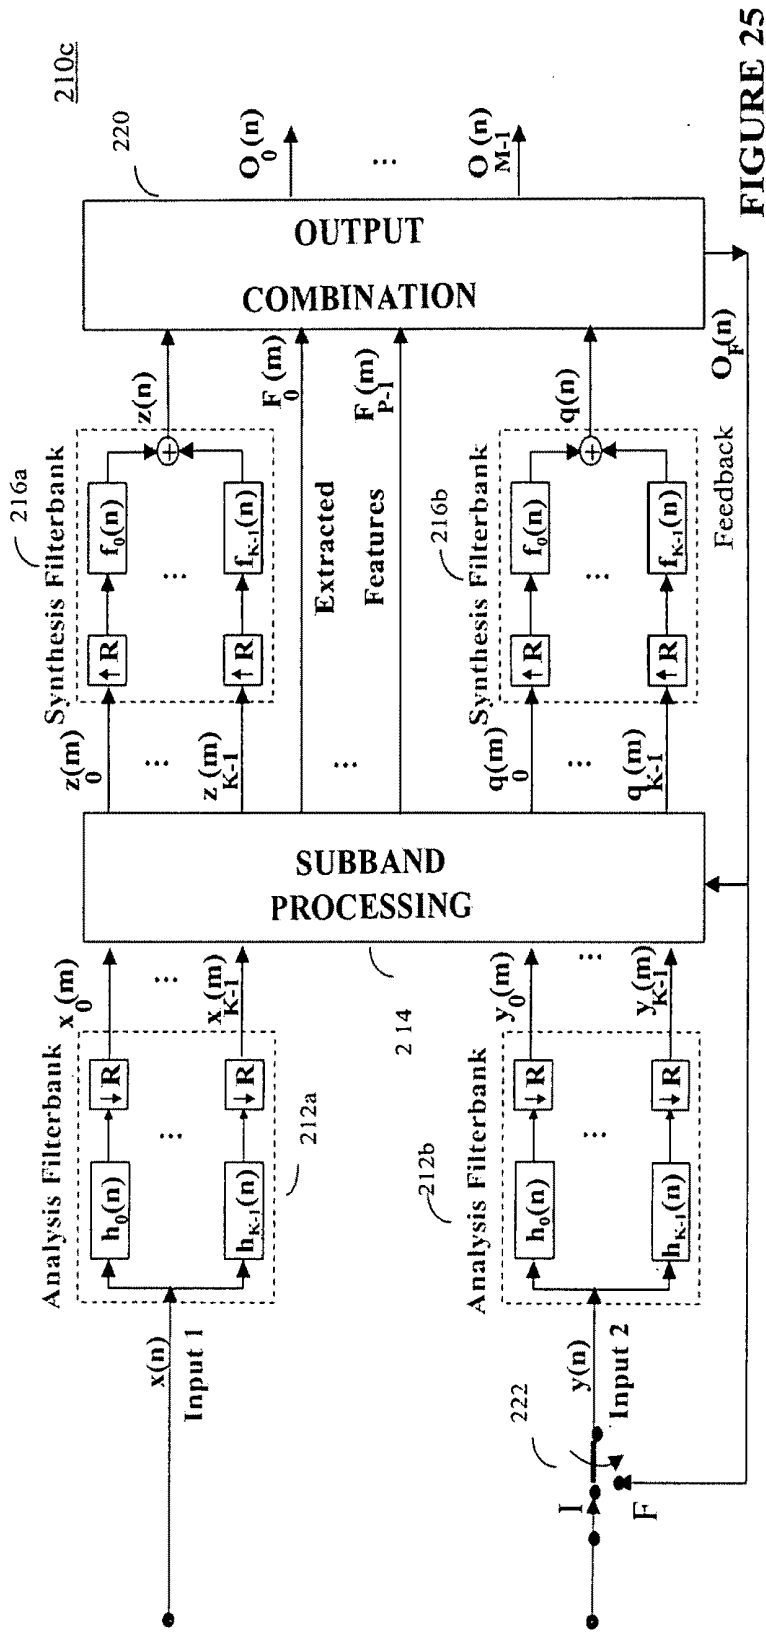 210c
220
O0(n)
...
OM-1(n)
OUTPUT
COMBINATION
z(n)
F0(m)
FP-1(m)
q(n)
OF(n)
216a
Synthesis Filterbank
f0(n)
...
fK-1(n)
↑R
...
↑R
Extracted
Features
216b
Synthesis Filterbank
f0(n)
...
fK-1(n)
↑R
...
↑R
Feedback
z0(m)
...
zK-1(m)
...
q0(m)
...
qK-1(m)
SUBBAND
PROCESSING
214
x0(m)
...
xK-1(m)
y0(m)
...
yK-1(m)
Analysis Filterbank
↓R
...
↓R
h0(n)
hK-1(n)
212a
212b
Analysis Filterbank
↓R
...
↓R
h0(n)
hK-1(n)
x(n)
Input 1
y(n)
Input 2
222
I
F
FIGURE 25